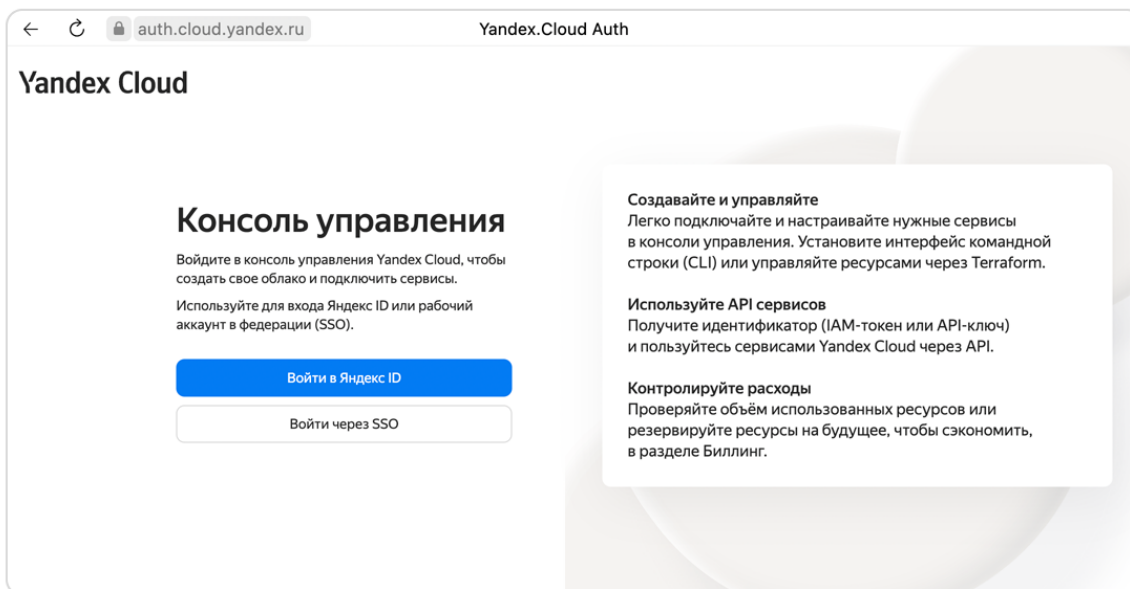 auth.cloud.yandex.ru
Yandex.Cloud Auth
Yandex Cloud
Консоль управления
Войдите в консоль управления Yandex Cloud, чтобы
создать свое облако и подключить сервисы.
Используйте для входа Яндекс ID или рабочий
аккаунт в федерации (SSO).
Войти в Яндекс ID
Войти через SSO
Создавайте и управляйте
Легко подключайте и настраивайте нужные сервисы
в консоли управления. Установите интерфейс командной
строки (CLI) или управляйте ресурсами через Terraform.
Используйте API сервисов
Получите идентификатор (IAM-токен или API-ключ)
и пользуйтесь сервисами Yandex Cloud через API.
Контролируйте расходы
Проверяйте объём использованных ресурсов или
резервируйте ресурсы на будущее, чтобы сэкономить,
в разделе Биллинг.